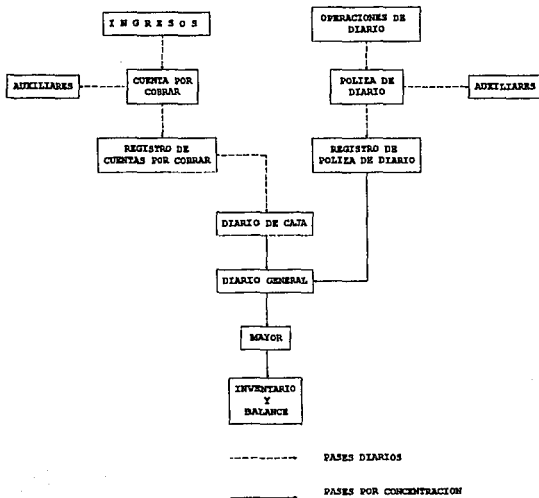 INGRESOS
OPERACIONES DE
DIARIO
AUXILIARES
CUENTA POR
COBRAR
POLIZA DE
DIARIO
AUXILIARES
REGISTRO DE
CUENTAS POR COBRAR
REGISTRO DE
POLIZA DE DIARIO
DIARIO DE CAJA
DIARIO GENERAL
MAYOR
INVENTARIO
Y
BALANCE
PASES DIARIOS
PASES POR CONCENTRACION